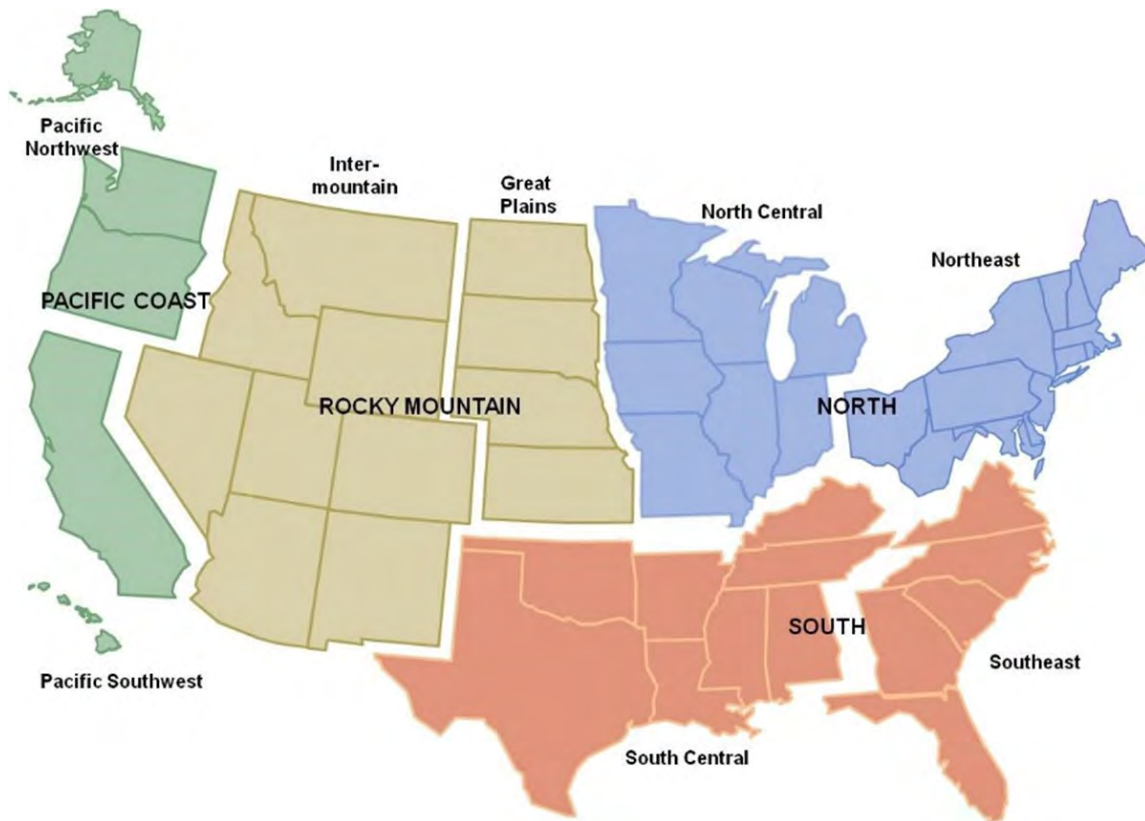 Pacific
Northwest
Inter-
mountain
Great
Plains
North Central
Northeast
PACIFIC COAST
ROCKY MOUNTAIN
NORTH
SOUTH
Southeast
Pacific Southwest
South Central